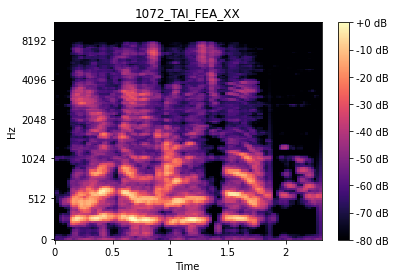 1072_TAI_FEA_XX
+0 dB
8192
-10 dB
4096
-20 dB
-30 dB
2048
Hz
-40 dB
1024
-50 dB
512
-60 dB
-70 dB
0
-80 dB
0
0.5
1
1.5
2
Time